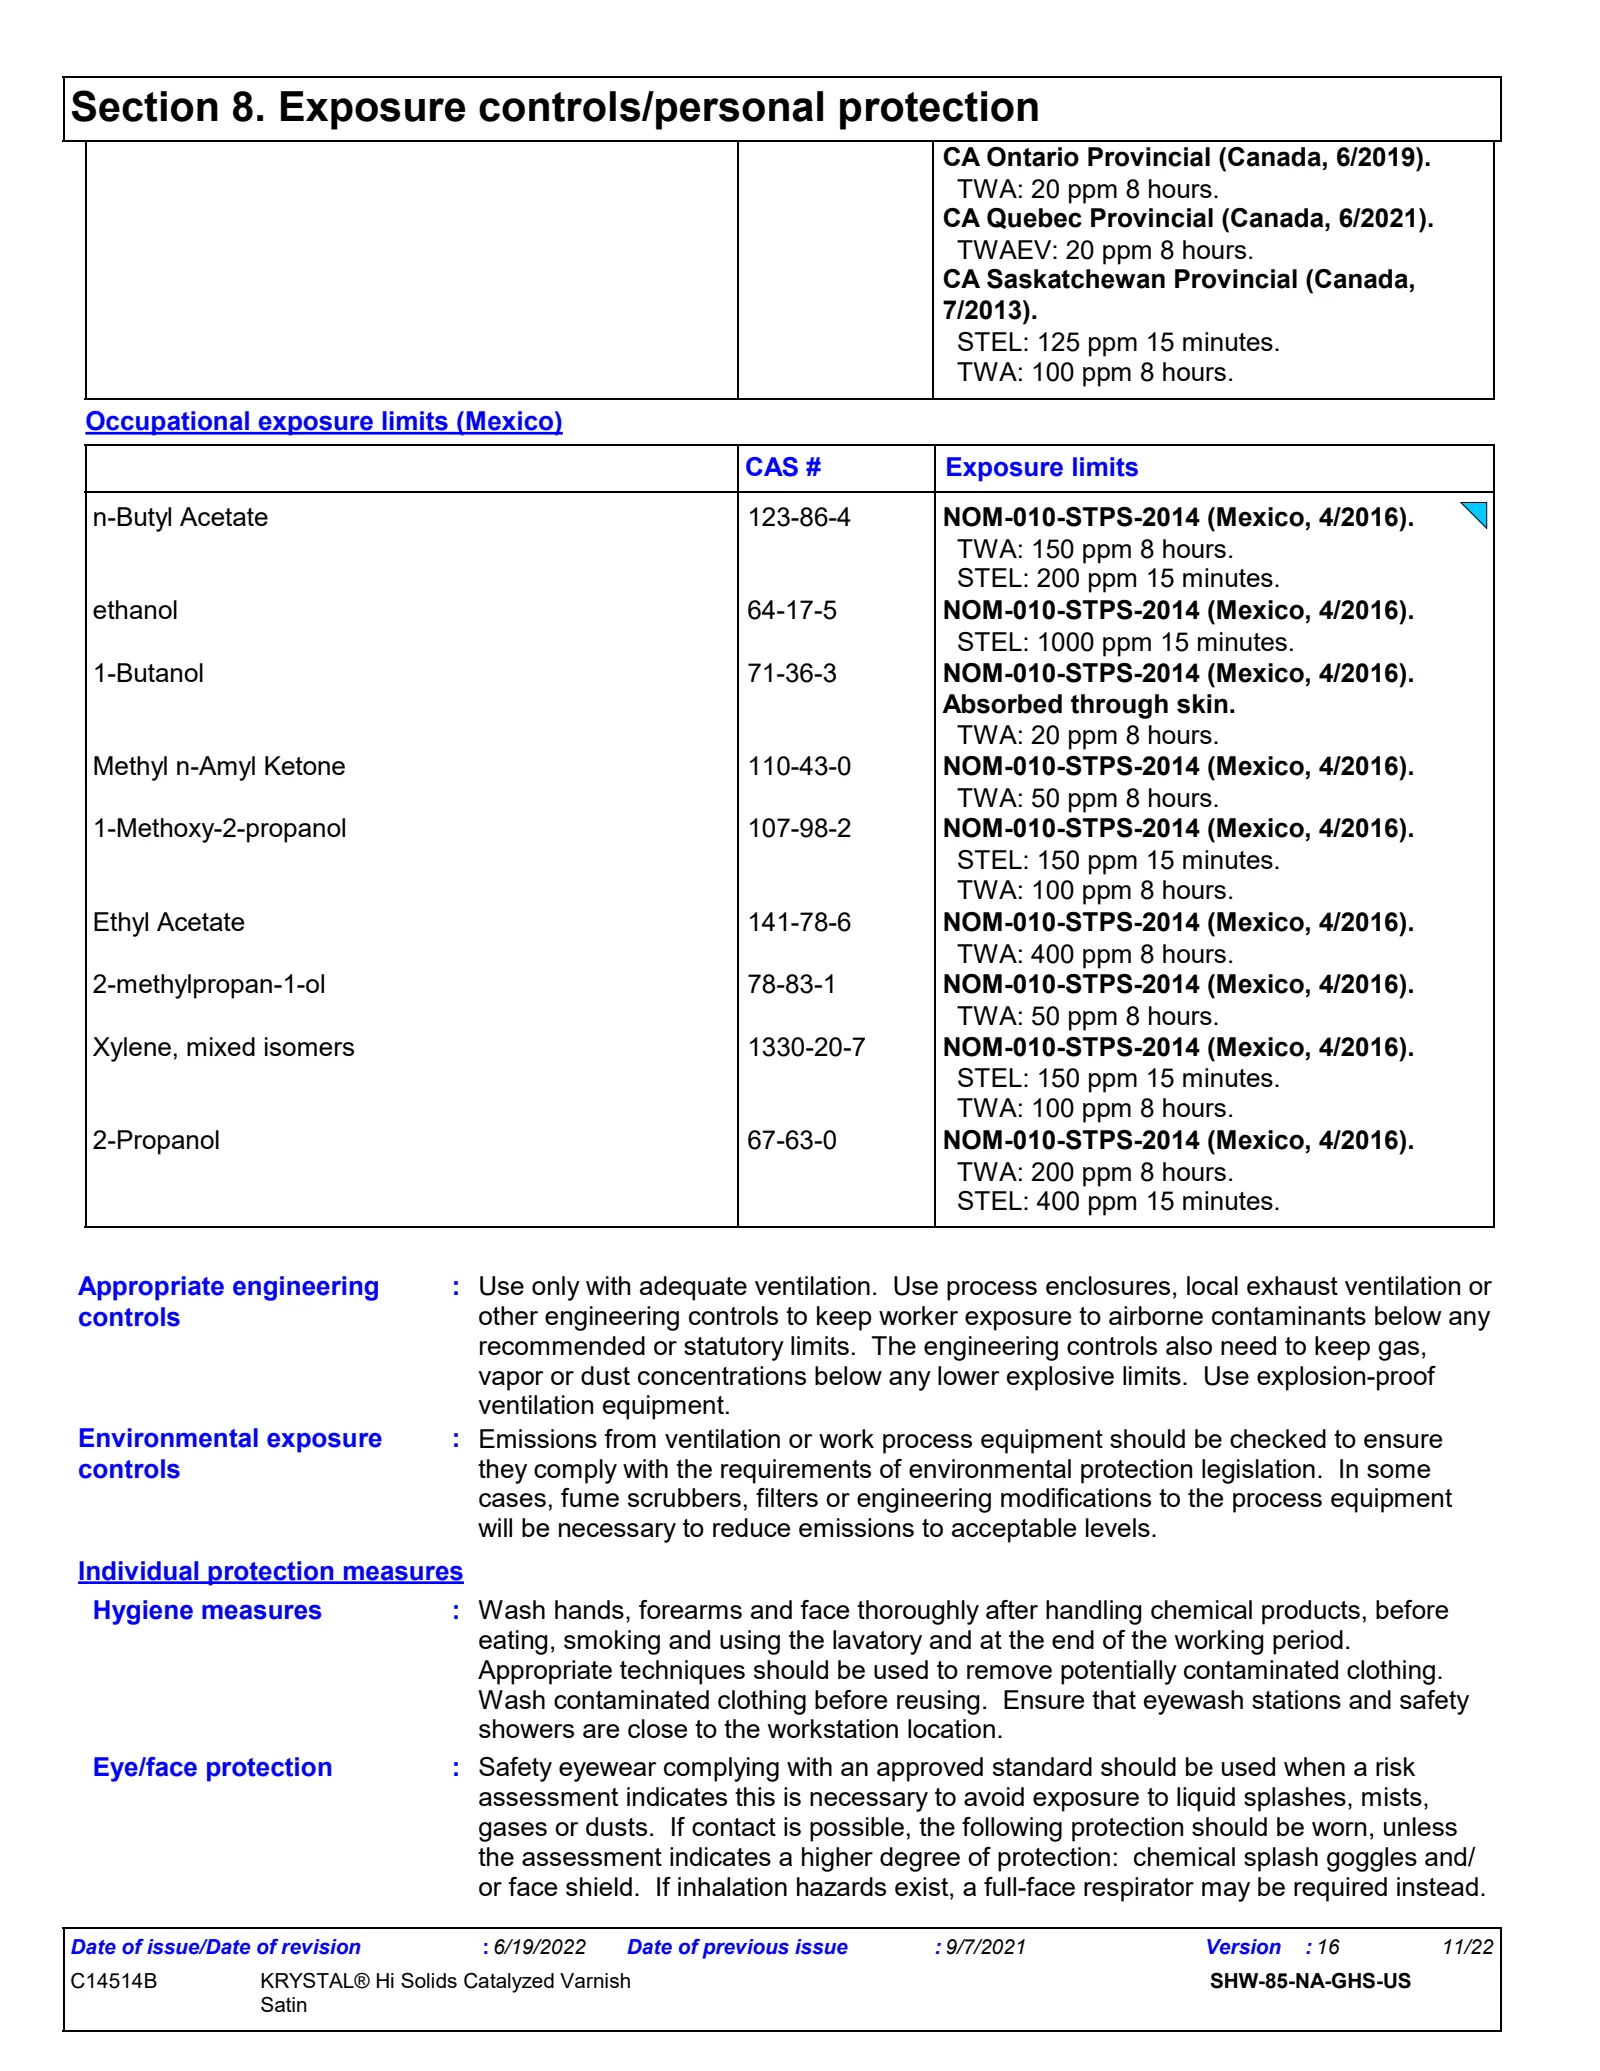 Section 8. Exposure controls/personal protection
CA Ontario Provincial (Canada, 6/2019).
TWA: 20 ppm 8 hours.
CA Quebec Provincial (Canada, 6/2021).
TWAEV: 20 ppm 8 hours.
CA Saskatchewan Provincial (Canada,
7/2013).
STEL: 125 ppm 15 minutes.
TWA: 100 ppm 8 hours.
Occupational exposure limits (Mexico)
CAS # Exposure limits
n-Butyl Acetate 123-86-4 NOM-010-STPS-2014 (Mexico, 4/2016).
TWA: 150 ppm 8 hours.
STEL: 200 ppm 15 minutes.
ethanol 64-17-5 NOM-010-STPS-2014 (Mexico, 4/2016).
STEL: 1000 ppm 15 minutes.
1-Butanol 71-36-3 NOM-010-STPS-2014 (Mexico, 4/2016).
Absorbed through skin.
TWA: 20 ppm 8 hours.
Methyl n-Amyl Ketone 110-43-0 NOM-010-STPS-2014 (Mexico, 4/2016).
TWA: 50 ppm 8 hours.
1-Methoxy-2-propanol 107-98-2 NOM-010-STPS-2014 (Mexico, 4/2016).
STEL: 150 ppm 15 minutes.
TWA: 100 ppm 8 hours.
Ethyl Acetate 141-78-6 NOM-010-STPS-2014 (Mexico, 4/2016).
TWA: 400 ppm 8 hours.
2-methylpropan-1-ol 78-83-1 NOM-010-STPS-2014 (Mexico, 4/2016).
TWA: 50 ppm 8 hours.
Xylene, mixed isomers 1330-20-7 NOM-010-STPS-2014 (Mexico, 4/2016).
STEL: 150 ppm 15 minutes.
TWA: 100 ppm 8 hours.
2-Propanol 67-63-0 NOM-010-STPS-2014 (Mexico, 4/2016).
TWA: 200 ppm 8 hours.
STEL: 400 ppm 15 minutes.
Appropriate engineering : Use only with adequate ventilation. Use process enclosures, local exhaust ventilation or
controls other engineering controls to keep worker exposure to airborne contaminants below any
recommended or statutory limits. The engineering controls also need to keep gas,
vapor or dust concentrations below any lower explosive limits. Use explosion-proof
ventilation equipment.
Environmental exposure : Emissions from ventilation or work process equipment should be checked to ensure
controls they comply with the requirements of environmental protection legislation. In some
cases, fume scrubbers, filters or engineering modifications to the process equipment
will be necessary to reduce emissions to acceptable levels.
Individual protection measures
Hygiene measures : Wash hands, forearms and face thoroughly after handling chemical products, before
eating, smoking and using the lavatory and at the end of the working period.
Appropriate techniques should be used to remove potentially contaminated clothing.
Wash contaminated clothing before reusing. Ensure that eyewash stations and safety
showers are close to the workstation location.
Eye/face protection : Safety eyewear complying with an approved standard should be used when a risk
assessment indicates this is necessary to avoid exposure to liquid splashes, mists,
gases or dusts. If contact is possible, the following protection should be worn, unless
the assessment indicates a higher degree of protection: chemical splash goggles and/
or face shield. If inhalation hazards exist, a full-face respirator may be required instead.
Date of issue/Date of revision : 6/19/2022 Date of previous issue : 9/7/2021 Version : 16 11/22
C14514B KRYSTAL® Hi Solids Catalyzed Varnish SHW-85-NA-GHS-US
Satin